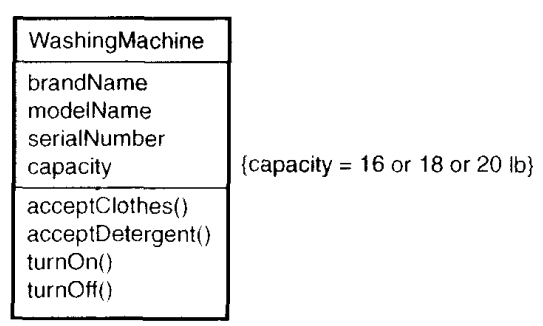 WashingMachine
brandName
modelName
serialNumber
capacity
{capacity = 16 or 18 or 20 lb}
acceptClothes()
acceptDetergent()
turnOn()
turnOff()